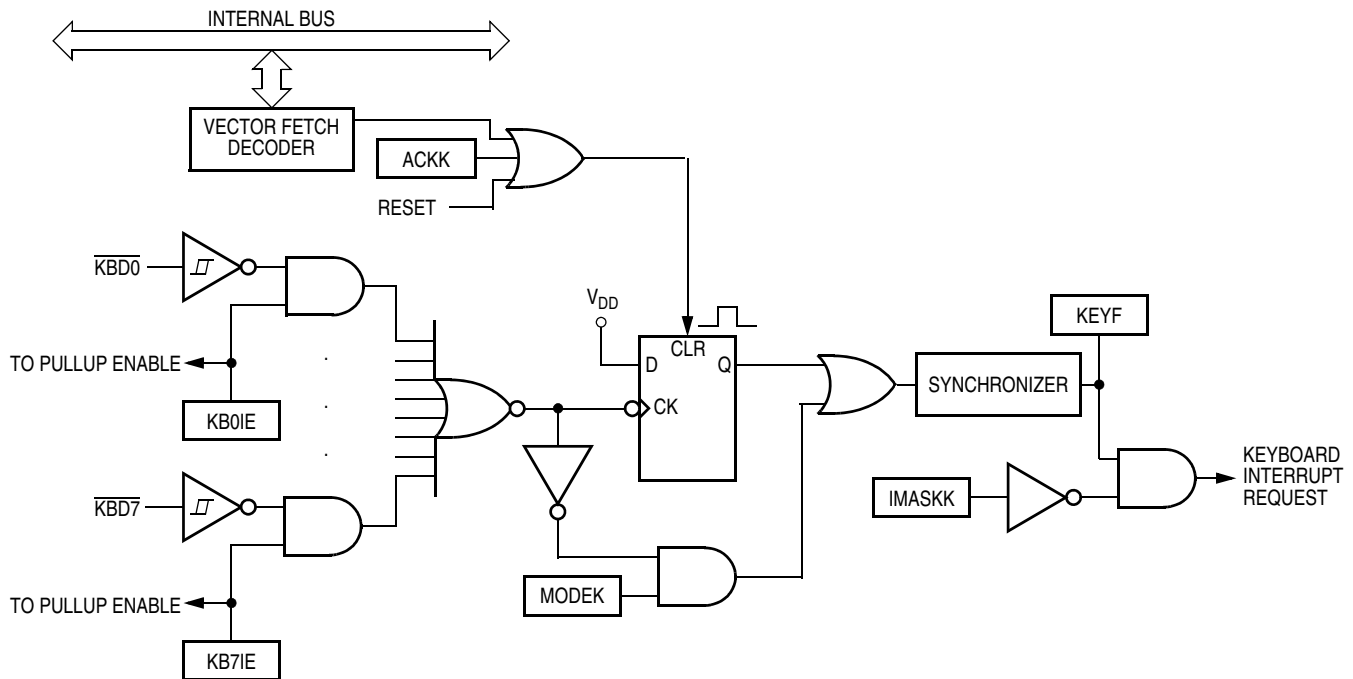 INTERNAL BUS
VECTOR FETCH
DECODER
ACKK
RESET
KBD0
TO PULLUP ENABLE
KB0IE
.
.
.
KBD7
TO PULLUP ENABLE
KB7IE
VDD
CLR
D
Q
CK
MODEK
SYNCHRONIZER
KEYF
IMASKK
KEYBOARD
INTERRUPT
REQUEST